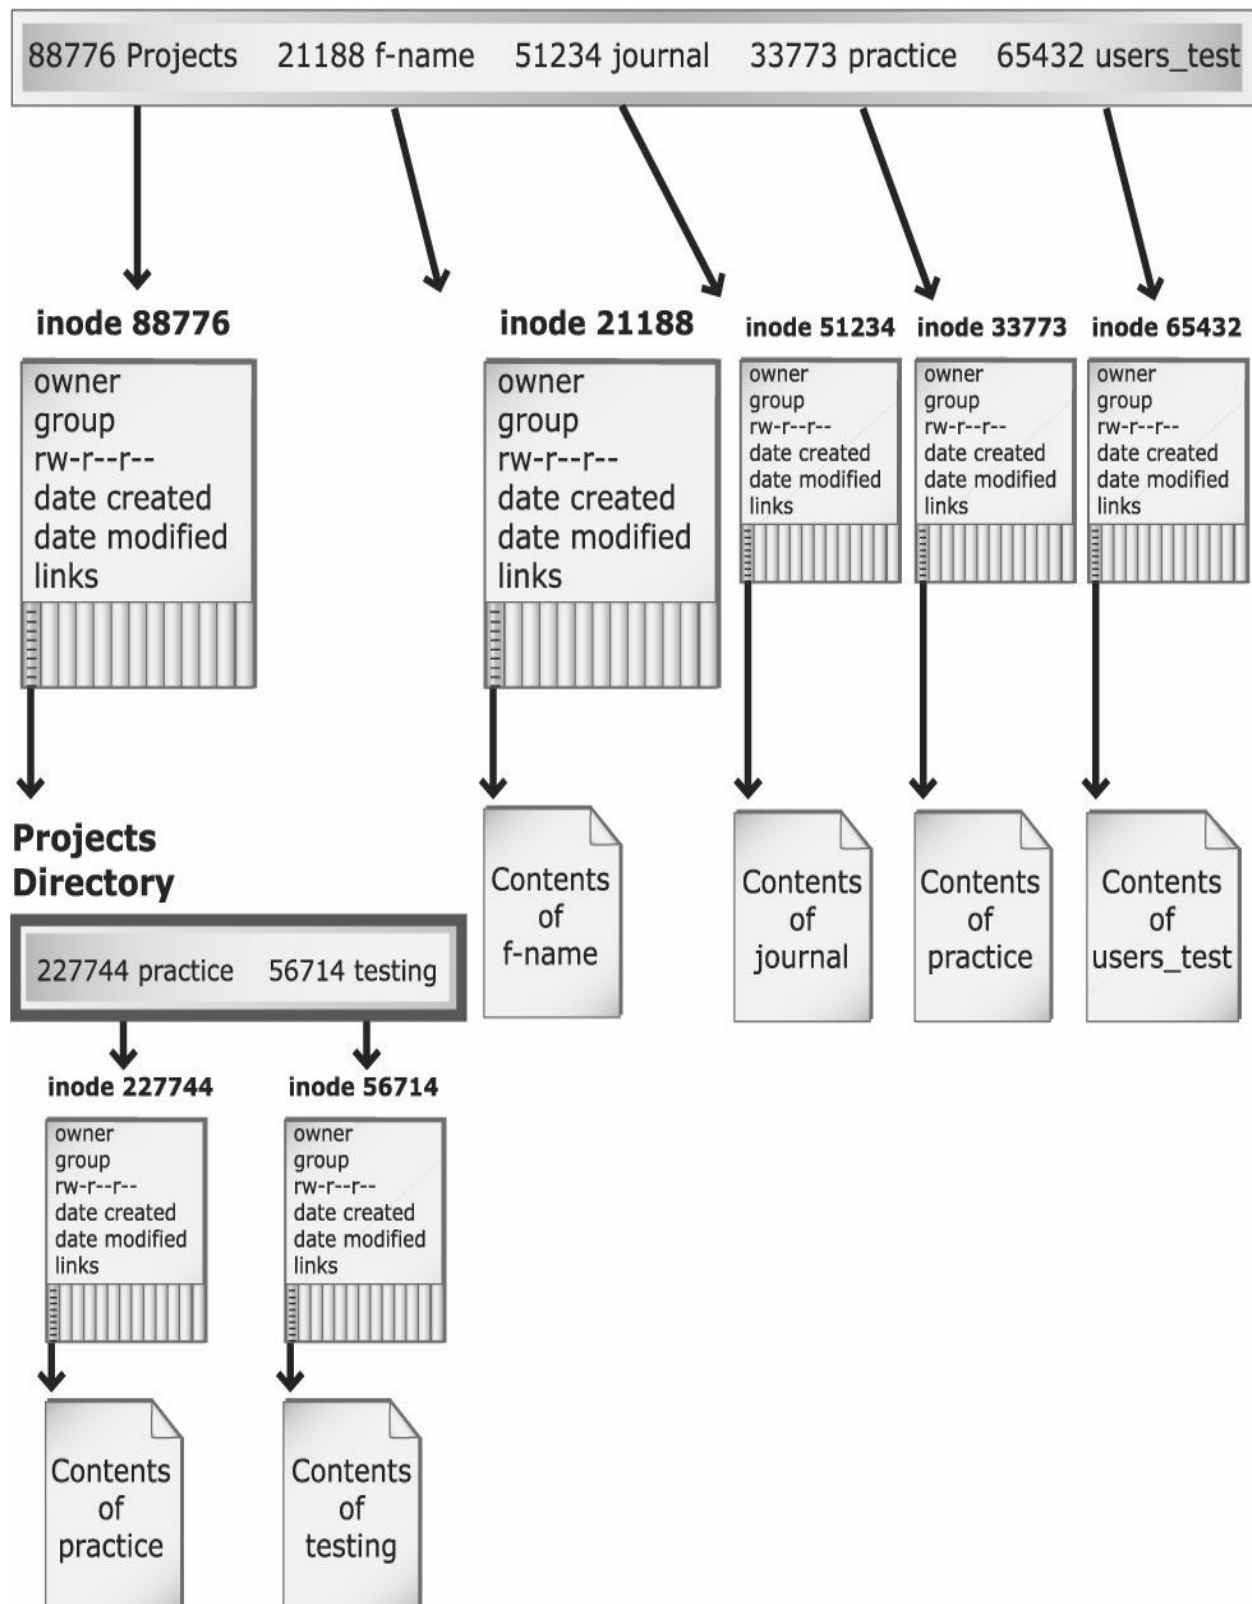 88776 Projects 21188 f-name 51234 journal 33773 practice 65432 users_test
inode 88776
owner
group
rw-r--r--
date created
date modified
links
inode 21188
owner
group
rw-r--r--
date created
date modified
links
inode 51234
owner
group
rw-r--r--
date created
date modified
links
inode 33773
owner
group
rw-r--r--
date created
date modified
links
inode 65432
owner
group
rw-r--r--
date created
date modified
links
Projects
Directory
227744 practice 56714 testing
Contents
of
f-name
Contents
of
journal
Contents
of
practice
Contents
of
users_test
inode 227744
owner
group
rw-r--r--
date created
date modified
links
inode 56714
owner
group
rw-r--r--
date created
date modified
links
Contents
of
practice
Contents
of
testing